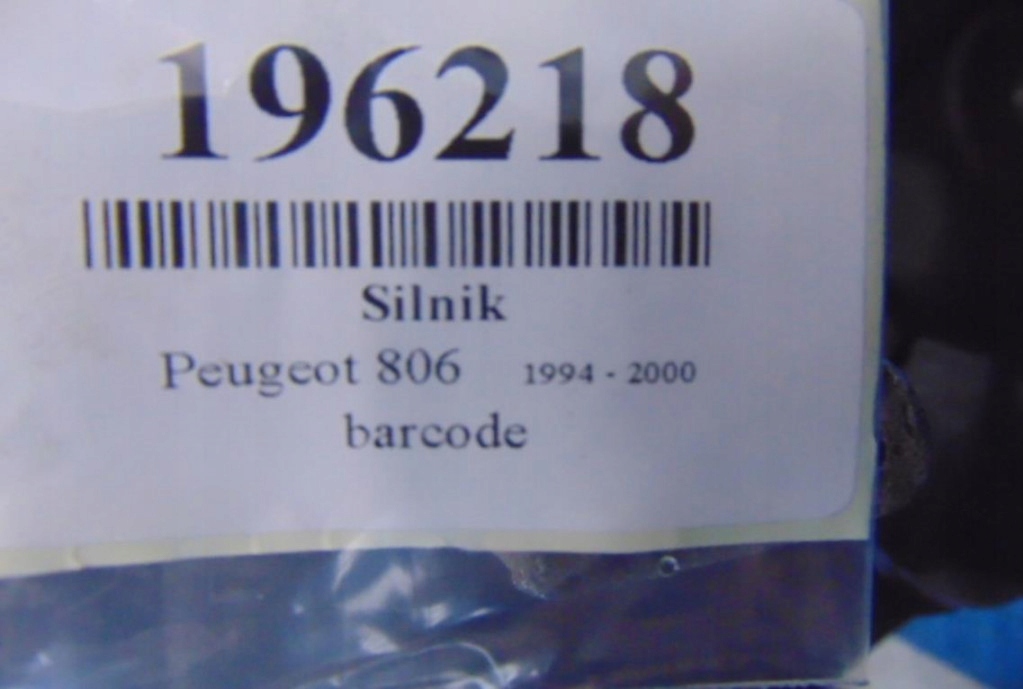 196218
Silnik
Peugeot 806 1994 - 2000
barcode